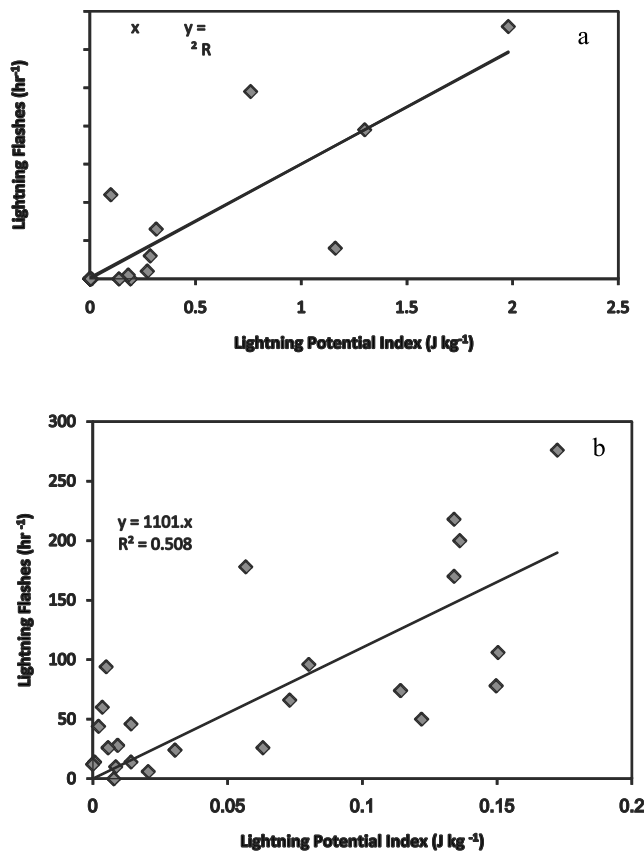 x y =
² R
a
Lightning Flashes (hr⁻¹)
0 0.5 1 1.5 2 2.5
Lightning Potential Index (J kg⁻¹)
300
b
250
y = 1101.x
200
R² = 0.508
150
100
50
0
Lightning Flashes (hr ⁻¹)
0 0.05 0.1 0.15 0.2
Lightning Potential Index (J kg ⁻¹)